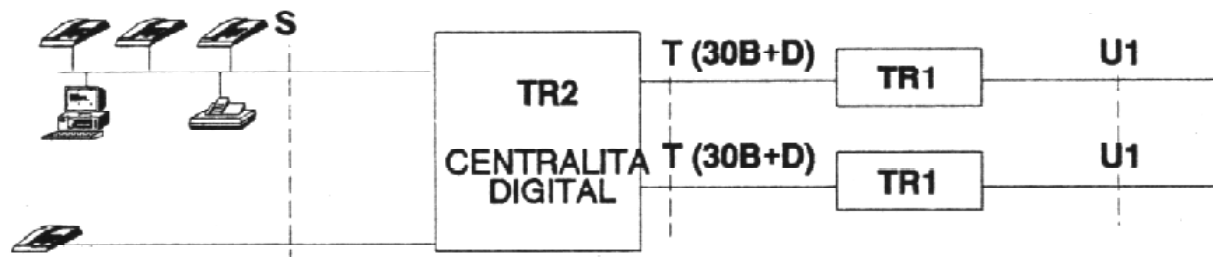 S
T (30B+D)
TR1
U1
TR2
CENTRALITA
DIGITAL
T (30B+D)
TR1
U1